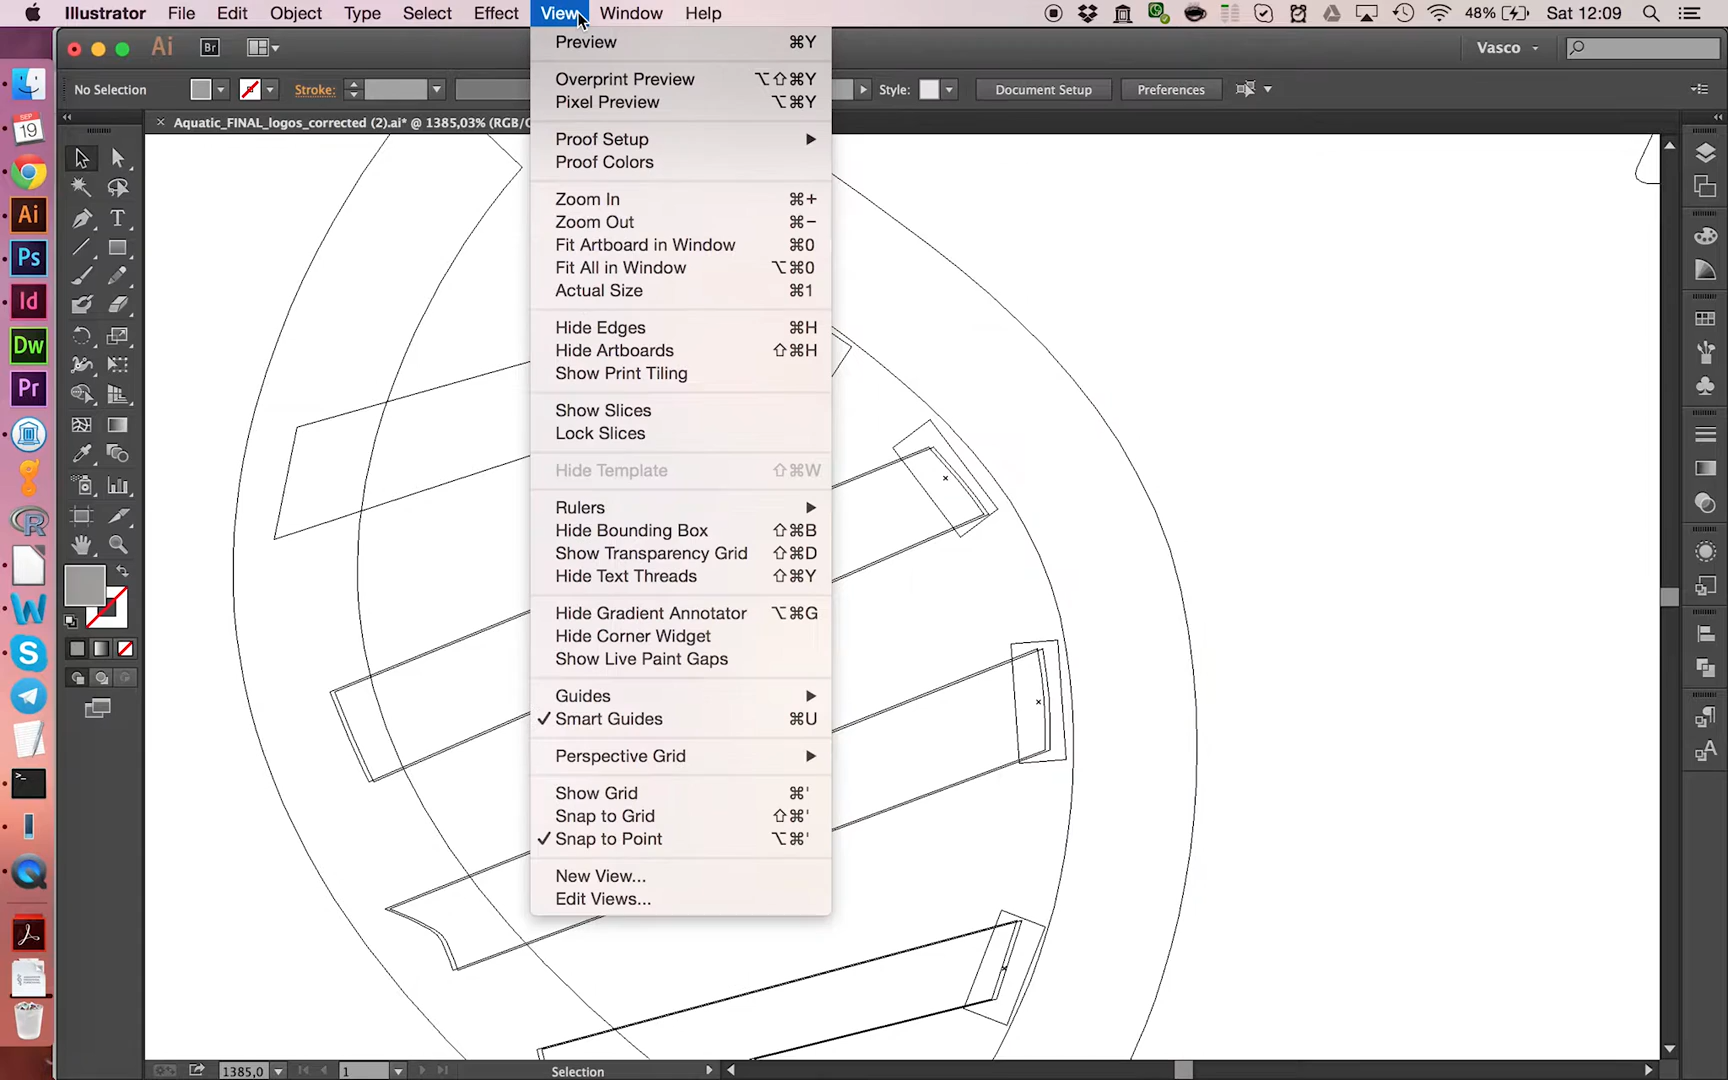 Illustrator File Edit Object Type Select Effect View Window Help 48% Sat 12:09
Ai Br Vasco
No Selection Stroke: Style: Document Setup Preferences
Aquatic_FINAL_logos_corrected (2).ai* @ 1385,03% (RGB/
Preview ⌘Y
Overprint Preview ⌥⇧⌘Y
Pixel Preview ⌥⌘Y
Proof Setup
Proof Colors
Zoom In ⌘+
Zoom Out ⌘−
Fit Artboard in Window ⌘0
Fit All in Window ⌥⌘0
Actual Size ⌘1
Hide Edges ⌘H
Hide Artboards ⇧⌘H
Show Print Tiling
Show Slices
Lock Slices
Hide Template ⇧⌘W
Rulers
Hide Bounding Box ⇧⌘B
Show Transparency Grid ⇧⌘D
Hide Text Threads ⇧⌘Y
Hide Gradient Annotator ⌥⌘G
Hide Corner Widget
Show Live Paint Gaps
Guides
✓ Smart Guides ⌘U
Perspective Grid
Show Grid ⌘'
Snap to Grid ⇧⌘'
✓ Snap to Point ⌥⌘'
New View...
Edit Views...
SEP
19
Ai
Ps
Id
Dw
Pr
R
W
S
1385,0 1 Selection